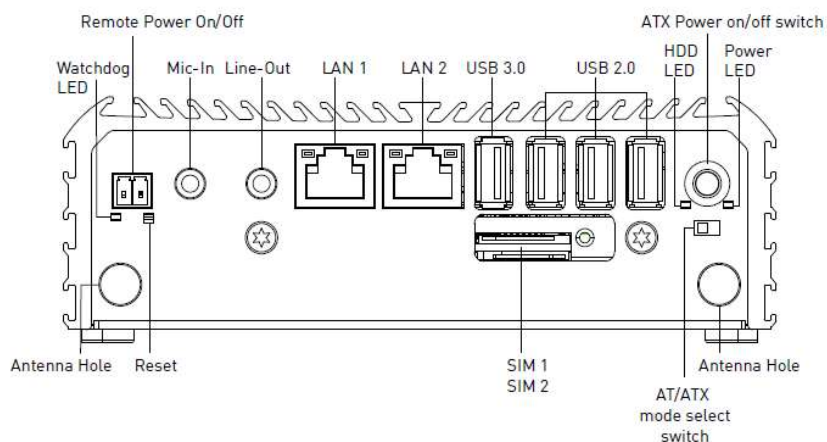 Remote Power On/Off
ATX Power on/off switch
Watchdog
LED
Mic-In
Line-Out
LAN 1
LAN 2
USB 3.0
USB 2.0
HDD
LED
Power
LED
Antenna Hole
Reset
SIM 1
SIM 2
Antenna Hole
AT/ATX
mode select
switch